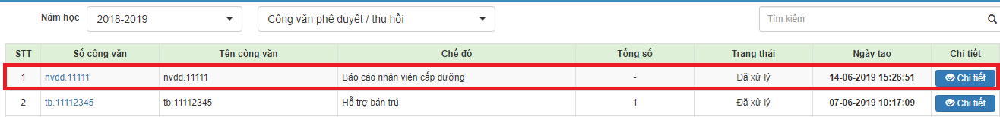 Năm học 2018-2019 Công văn phê duyệt / thu hồi Tìm kiếm
STT Số công văn Tên công văn Chế độ Tổng số Trạng thái Ngày tạo Chi tiết
1 nvdd.11111 nvdd.11111 Báo cáo nhân viên cấp dưỡng - Đã xử lý 14-06-2019 15:26:51 Chi tiết
2 tb.11112345 tb.11112345 Hỗ trợ bán trú 1 Đã xử lý 07-06-2019 10:17:09 Chi tiết